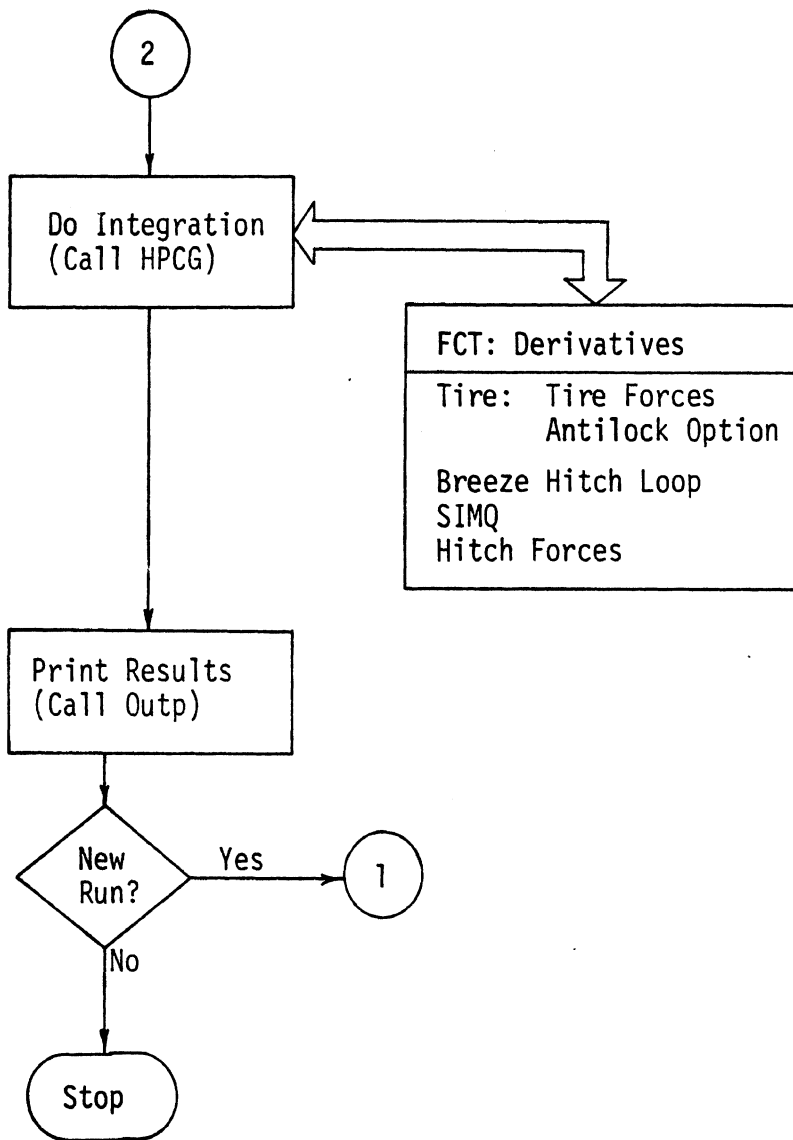 2
Do Integration
(Call HPCG)
FCT: Derivatives
Tire: Tire Forces
Antilock Option
Breeze Hitch Loop
SIMQ
Hitch Forces
Print Results
(Call Outp)
New
Run?
Yes
1
No
Stop